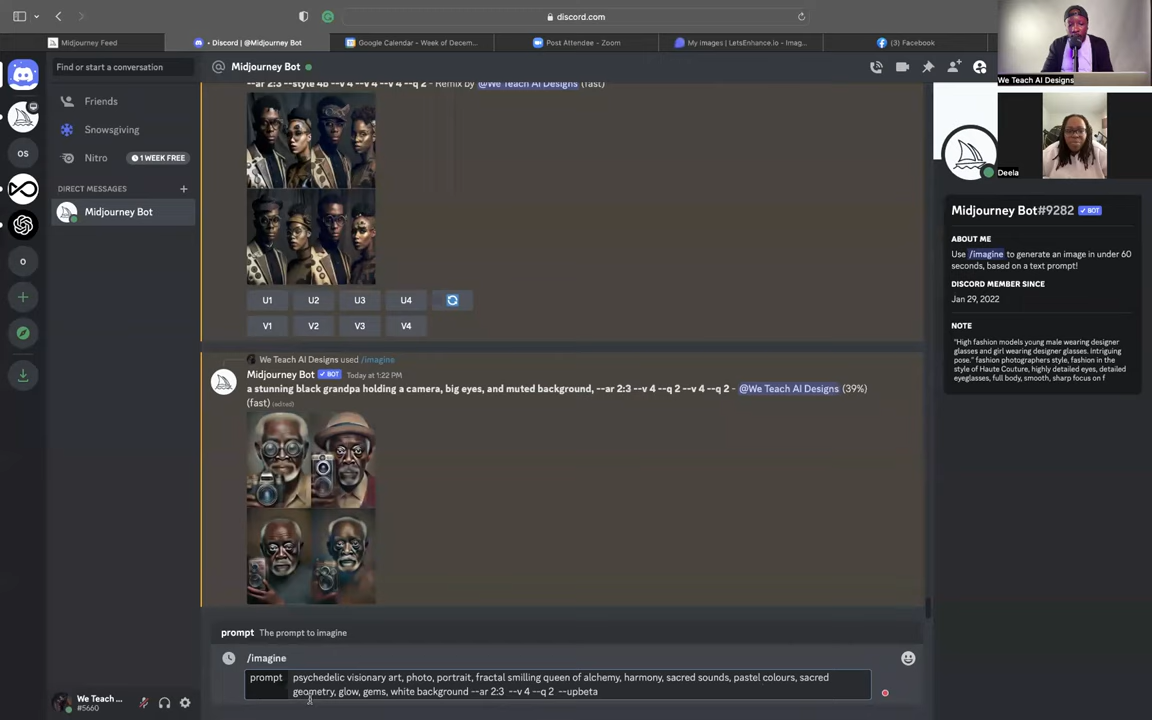 discord.com
Midjourney Feed
• Discord | @Midjourney Bot
Google Calendar - Week of Decem...
Post Attendee - Zoom
My images | LetsEnhance.io - Imag...
(3) Facebook
We Teach AI Designs
Find or start a conversation
Midjourney Bot
Friends
Snowsgiving
Nitro
1 WEEK FREE
DIRECT MESSAGES
Midjourney Bot
OS
O
--ar 2:3 --style 4b --v 4 --v 4 --q 2 - Remix by @We Teach AI Designs (fast)
U1 U2 U3 U4
V1 V2 V3 V4
We Teach AI Designs used /imagine
Midjourney Bot BOT Today at 1:22 PM
a stunning black grandpa holding a camera, big eyes, and muted background, --ar 2:3 --v 4 --q 2 --v 4 --q 2 - @We Teach AI Designs (39%)
(fast) (edited)
prompt The prompt to imagine
/imagine
prompt psychedelic visionary art, photo, portrait, fractal smilling queen of alchemy, harmony, sacred sounds, pastel colours, sacred
geometry, glow, gems, white background --ar 2:3 --v 4 --q 2 --upbeta
We Teach ...
#5660
Deela
Midjourney Bot#9282 BOT
ABOUT ME
Use /imagine to generate an image in under 60
seconds, based on a text prompt!
DISCORD MEMBER SINCE
Jan 29, 2022
NOTE
"High fashion models young male wearing designer
glasses and girl wearing designer glasses. Intriguing
pose." fashion photographers style, fashion in the
style of Haute Couture, highly detailed eyes, detailed
eyeglasses, full body, smooth, sharp focus on f